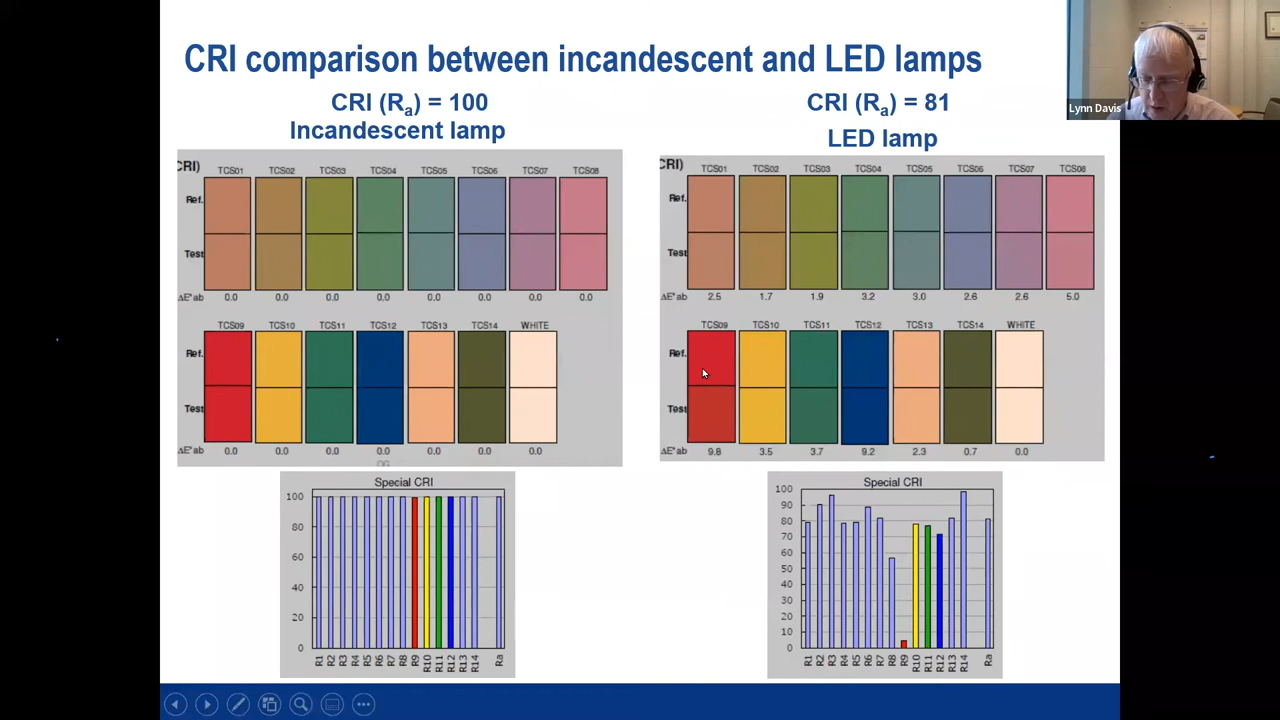 CRI comparison between incandescent and LED lamps
Lynn Davis
CRI (Ra) = 100
Incandescent lamp
CRI)
TCS01 TCS02 TCS03 TCS04 TCS05 TCS06 TCS07 TCS08
Ref.
Test
ΔE*ab 0.0 0.0 0.0 0.0 0.0 0.0 0.0 0.0
TCS09 TCS10 TCS11 TCS12 TCS13 TCS14 WHITE
Ref.
Test
ΔE*ab 0.0 0.0 0.0 0.0 0.0 0.0 0.0
Special CRI
100
80
60
40
20
0
R1 R2 R3 R4 R5 R6 R7 R8 R9 R10 R11 R12 R13 R14 Ra
CRI (Ra) = 81
LED lamp
CRI)
TCS01 TCS02 TCS03 TCS04 TCS05 TCS06 TCS07 TCS08
Ref.
Test
ΔE*ab 2.5 1.7 1.9 3.2 3.0 2.6 2.6 5.0
TCS09 TCS10 TCS11 TCS12 TCS13 TCS14 WHITE
Ref.
Test
ΔE*ab 9.8 3.5 3.7 9.2 2.3 0.7 0.0
Special CRI
100
90
80
70
60
50
40
30
20
10
0
R1 R2 R3 R4 R5 R6 R7 R8 R9 R10 R11 R12 R13 R14 Ra